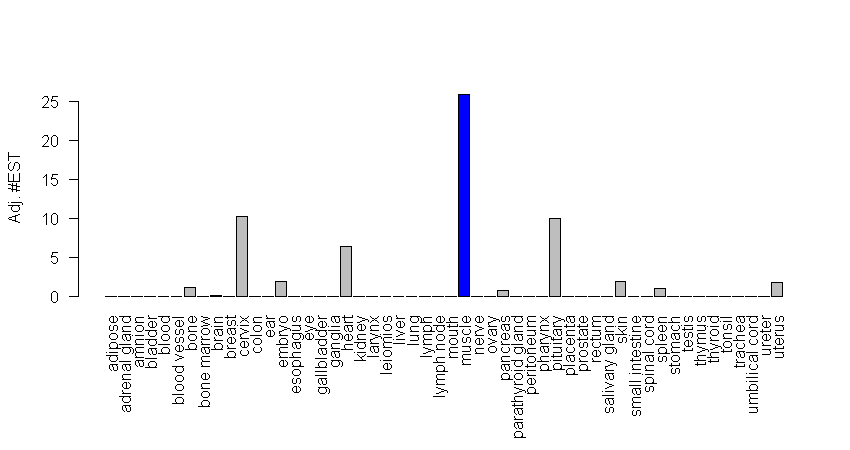 Adj. #EST
25
20
15
10
5
0
adipose
adrenal gland
amnion
bladder
blood
blood vessel
bone
bone marrow
brain
breast
cervix
colon
ear
embryo
esophagus
eye
gallbladder
ganglia
heart
kidney
larynx
leiomios
liver
lung
lymph
lymph node
mouth
muscle
nerve
ovary
pancreas
parathyroid gland
peritoneum
pharynx
pituitary
placenta
prostate
rectum
salivary gland
skin
small intestine
spinal cord
spleen
stomach
testis
thymus
thyroid
tonsil
trachea
umbilical cord
ureter
uterus